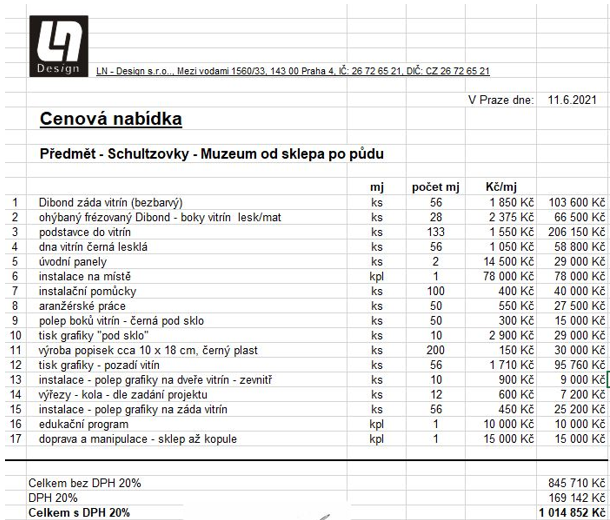 LN
Design
LN - Design s.r.o.., Mezi vodami 1560/33, 143 00 Praha 4, IČ: 26 72 65 21, DIČ: CZ 26 72 65 21
V Praze dne: 11.6.2021
Cenová nabídka
Předmět - Schultzovky - Muzeum od sklepa po půdu
mj počet mj Kč/mj
1 Dibond záda vitrín (bezbarvý) ks 56 1 850 Kč 103 600 Kč
2 ohýbaný frézovaný Dibond - boky vitrín lesk/mat ks 28 2 375 Kč 66 500 Kč
3 podstavce do vitrín ks 133 1 550 Kč 206 150 Kč
4 dna vitrín černá lesklá ks 56 1 050 Kč 58 800 Kč
5 úvodní panely ks 2 14 500 Kč 29 000 Kč
6 instalace na místě kpl 1 78 000 Kč 78 000 Kč
7 instalační pomůcky ks 100 400 Kč 40 000 Kč
8 aranžérské práce ks 50 550 Kč 27 500 Kč
9 polep boků vitrín - černá pod sklo ks 50 300 Kč 15 000 Kč
10 tisk grafiky "pod sklo" ks 10 2 900 Kč 29 000 Kč
11 výroba popisek cca 10 x 18 cm, černý plast ks 200 150 Kč 30 000 Kč
12 tisk grafiky - pozadí vitín ks 56 1 710 Kč 95 760 Kč
13 instalace - polep grafiky na dveře vitrín - zevnitř ks 10 900 Kč 9 000 Kč
14 výřezy - kola - dle zadání projektu ks 12 600 Kč 7 200 Kč
15 instalace - polep grafiky na záda vitrín ks 56 450 Kč 25 200 Kč
16 edukační program kpl 1 10 000 Kč 10 000 Kč
17 doprava a manipulace - sklep až kopule kpl 1 15 000 Kč 15 000 Kč
Celkem bez DPH 20% 845 710 Kč
DPH 20% 169 142 Kč
Celkem s DPH 20% 1 014 852 Kč